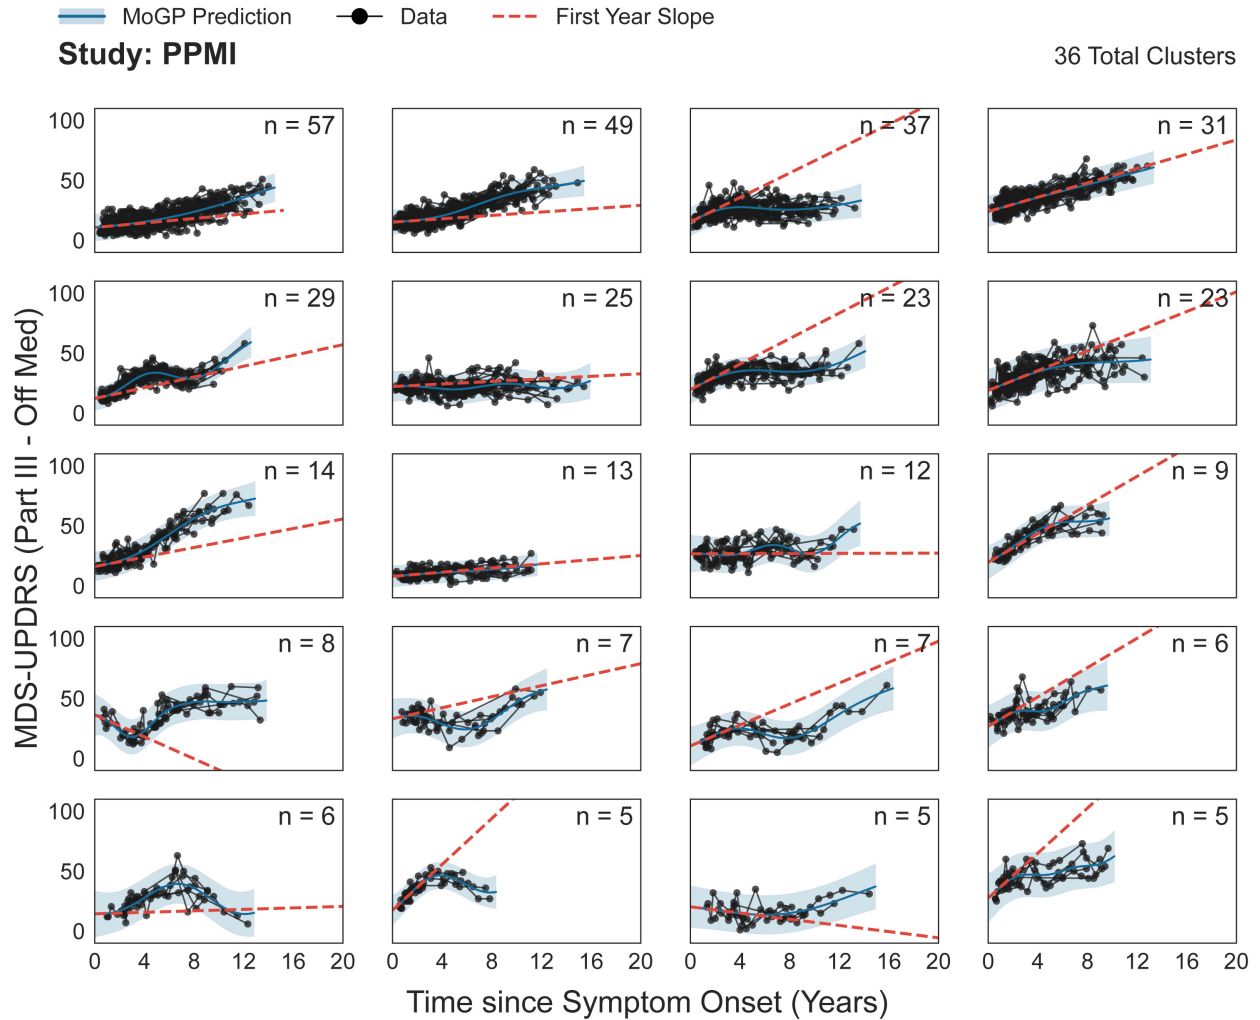 MoGP Prediction Data First Year Slope
Study: PPMI 36 Total Clusters
MDS-UPDRS (Part III - Off Med)
100 50 0
n = 57
n = 49
n = 37
n = 31
100 50 0
n = 29
n = 25
n = 23
n = 23
100 50 0
n = 14
n = 13
n = 12
n = 9
100 50 0
n = 8
n = 7
n = 7
n = 6
100 50 0
n = 6
n = 5
n = 5
n = 5
0 4 8 12 16 20
0 4 8 12 16 20
0 4 8 12 16 20
0 4 8 12 16 20
Time since Symptom Onset (Years)